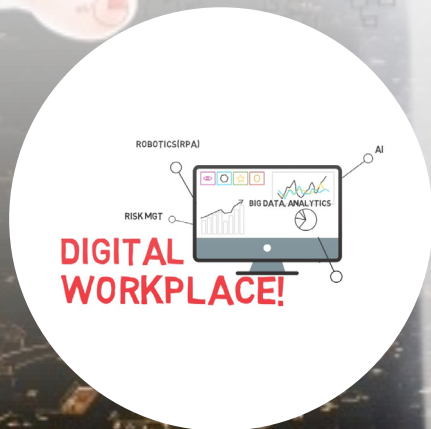 ROBOTICS(RPA)
AI
BIG DATA, ANALYTICS
RISK MGT
DIGITAL
WORKPLACE!